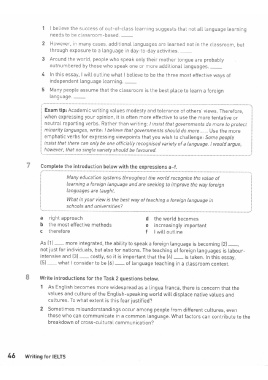 1 I believe the success of out-of-class learning suggests that not all language learning
needs to be classroom-based. ____
2 However, in many cases, additional languages are learned not in the classroom, but
through exposure to a language in day-to-day activities. ____
3 Around the world, people who speak only their mother tongue are probably
outnumbered by those who speak one or more additional languages. ____
4 In this essay, I will outline what I believe to be the three most effective ways of
independent language learning. ____
5 Many people assume that the classroom is the best place to learn a foreign
language. ____
Exam tip: Academic writing values modesty and tolerance of others' views. Therefore,
when expressing your opinion, it is often more effective to use the more tentative or
neutral reporting verbs. Rather than writing: I insist that governments do more to protect
minority languages, write: I believe that governments should do more .... Use the more
emphatic verbs for expressing viewpoints that you wish to challenge: Some people
insist that there can only be one officially recognised variety of a language. I would argue,
however, that no single variety should be favoured.
7 Complete the introduction below with the expressions a–f.
Many education systems throughout the world recognise the value of
learning a foreign language and are seeking to improve the way foreign
languages are taught.
What in your view is the best way of teaching a foreign language in
schools and universities?
a right approach
b the most effective methods
c therefore
d the world becomes
e increasingly important
f I will outline
As (1) ____ more integrated, the ability to speak a foreign language is becoming (2) ____,
not just for individuals, but also for nations. The teaching of foreign languages is labour-
intensive and (3) ____ costly, so it is important that the (4) ____ is taken. In this essay,
(5) ____ what I consider to be (6) ____ of language teaching in a classroom context.
8 Write introductions for the Task 2 questions below.
1 As English becomes more widespread as a lingua franca, there is concern that the
values and culture of the English-speaking world will displace native values and
cultures. To what extent is this fear justified?
2 Sometimes misunderstandings occur among people from different cultures, even
those who can communicate in a common language. What factors can contribute to the
breakdown of cross-cultural communication?
46 Writing for IELTS